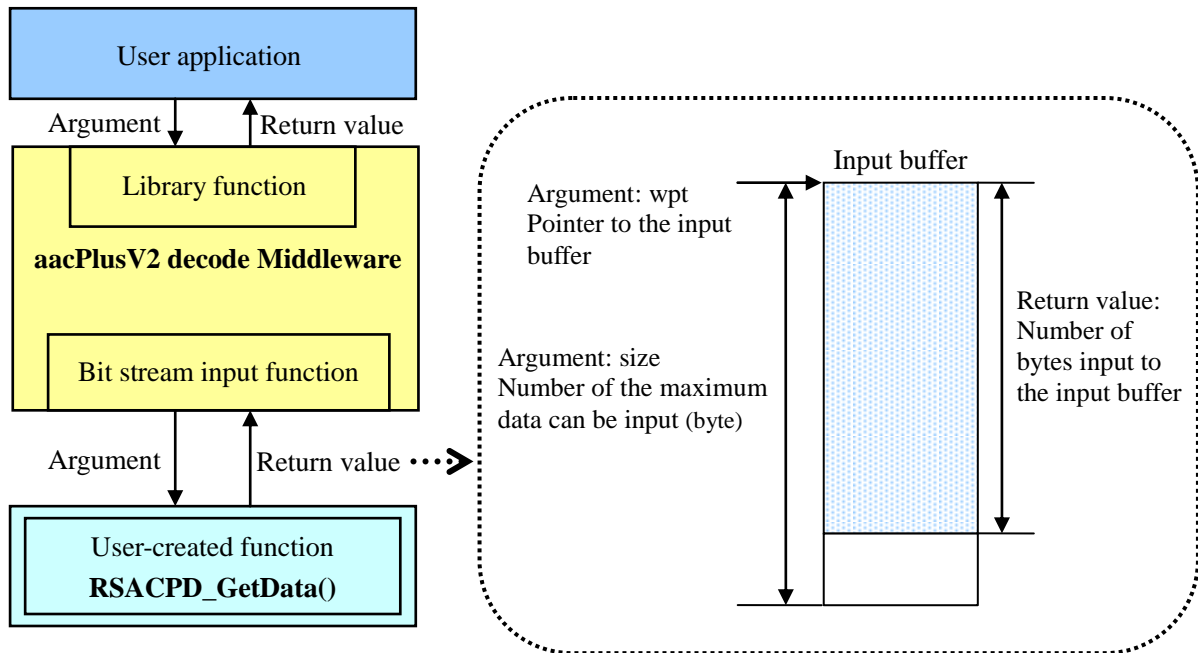 User application
Argument
Return value
Library function
aacPlusV2 decode Middleware
Bit stream input function
Argument
Return value
User-created function
RSACPD_GetData()
Input buffer
Argument: wpt
Pointer to the input
buffer
Argument: size
Number of the maximum
data can be input (byte)
Return value:
Number of
bytes input to
the input buffer